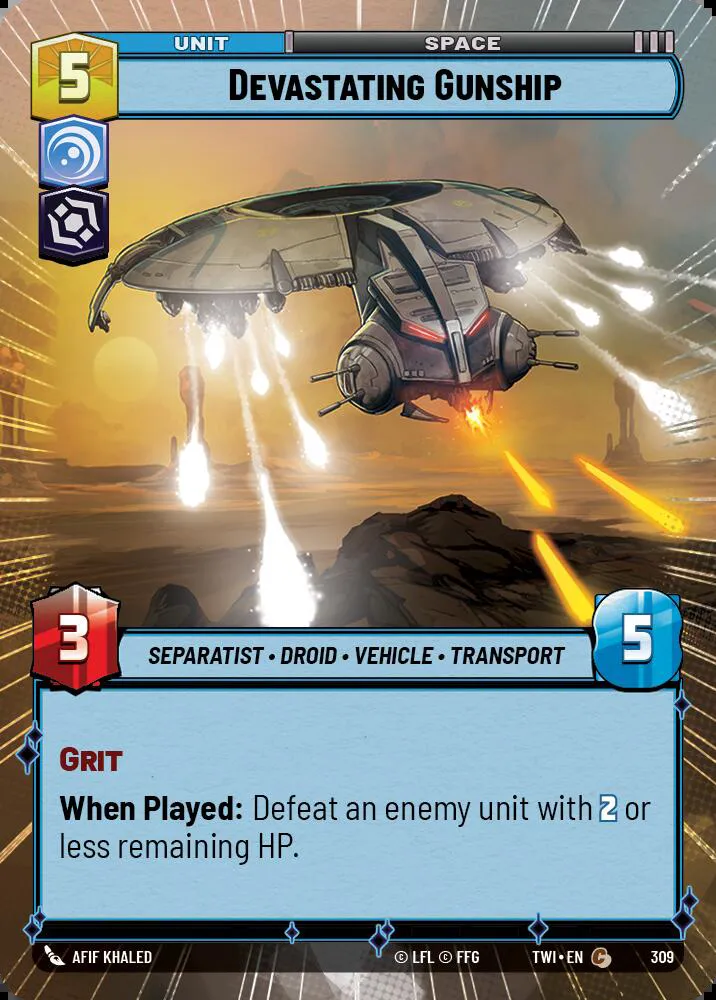 UNIT
SPACE
5
DEVASTATING GUNSHIP
3
SEPARATIST • DROID • VEHICLE • TRANSPORT
5
GRIT
When Played: Defeat an enemy unit with 2 or
less remaining HP.
AFIF KHALED
© LFL © FFG
TWI • EN
C
309